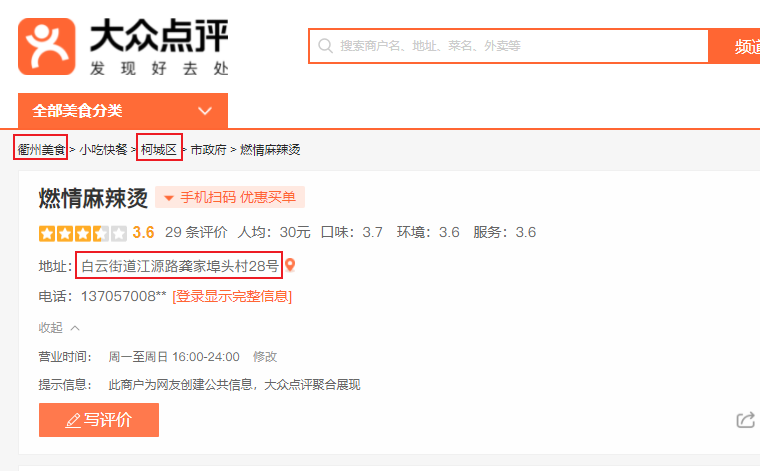 大众点评
发现好去处
搜索商户名、地址、菜名、外卖等
频道
全部美食分类
衢州美食 > 小吃快餐 > 柯城区 > 市政府 > 燃情麻辣烫
燃情麻辣烫 手机扫码 优惠买单
3.6 29 条评价 人均：30元 口味：3.7 环境：3.6 服务：3.6
地址： 白云街道江源路龚家埠头村28号
电话：137057008** [登录显示完整信息]
收起
营业时间： 周一至周日 16:00-24:00 修改
提示信息： 此商户为网友创建公共信息，大众点评聚合展现
写评价